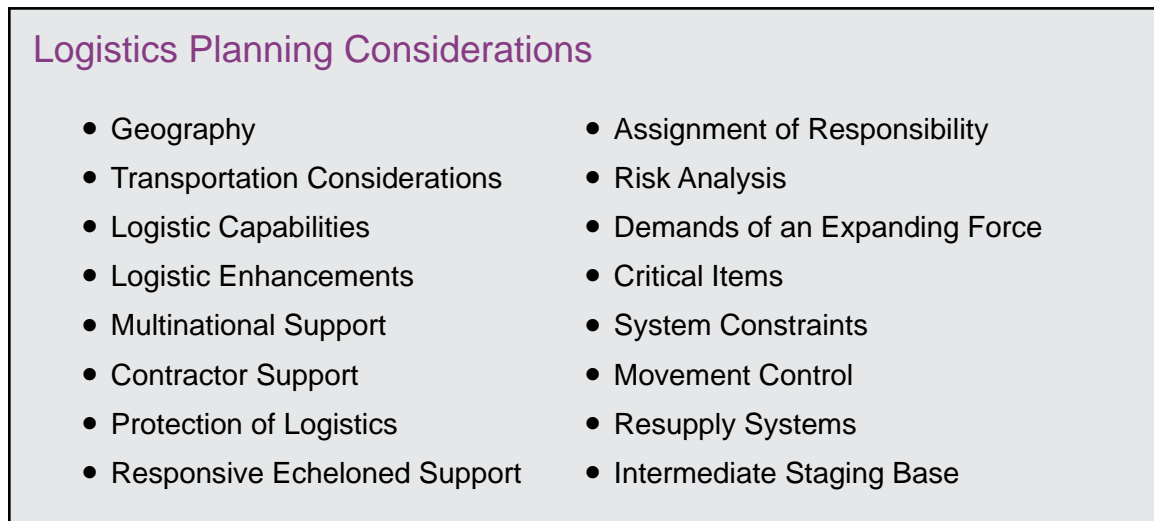 Logistics Planning Considerations
• Geography
• Transportation Considerations
• Logistic Capabilities
• Logistic Enhancements
• Multinational Support
• Contractor Support
• Protection of Logistics
• Responsive Echeloned Support
• Assignment of Responsibility
• Risk Analysis
• Demands of an Expanding Force
• Critical Items
• System Constraints
• Movement Control
• Resupply Systems
• Intermediate Staging Base